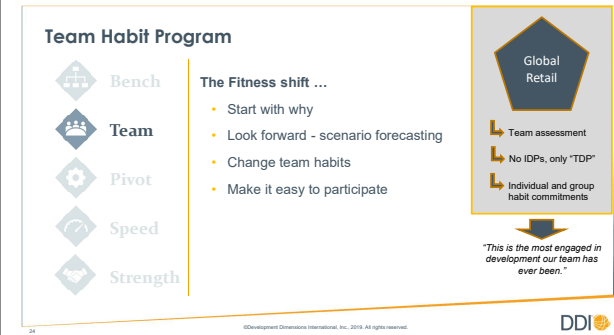 Team Habit Program
Bench
Team
Pivot
Speed
Strength
The Fitness shift …
• Start with why
• Look forward - scenario forecasting
• Change team habits
• Make it easy to participate
Global
Retail
Team assessment
No IDPs, only “TDP”
Individual and group
habit commitments
“This is the most engaged in
development our team has
ever been.”
24
©Development Dimensions International, Inc., 2019. All rights reserved.
DDI